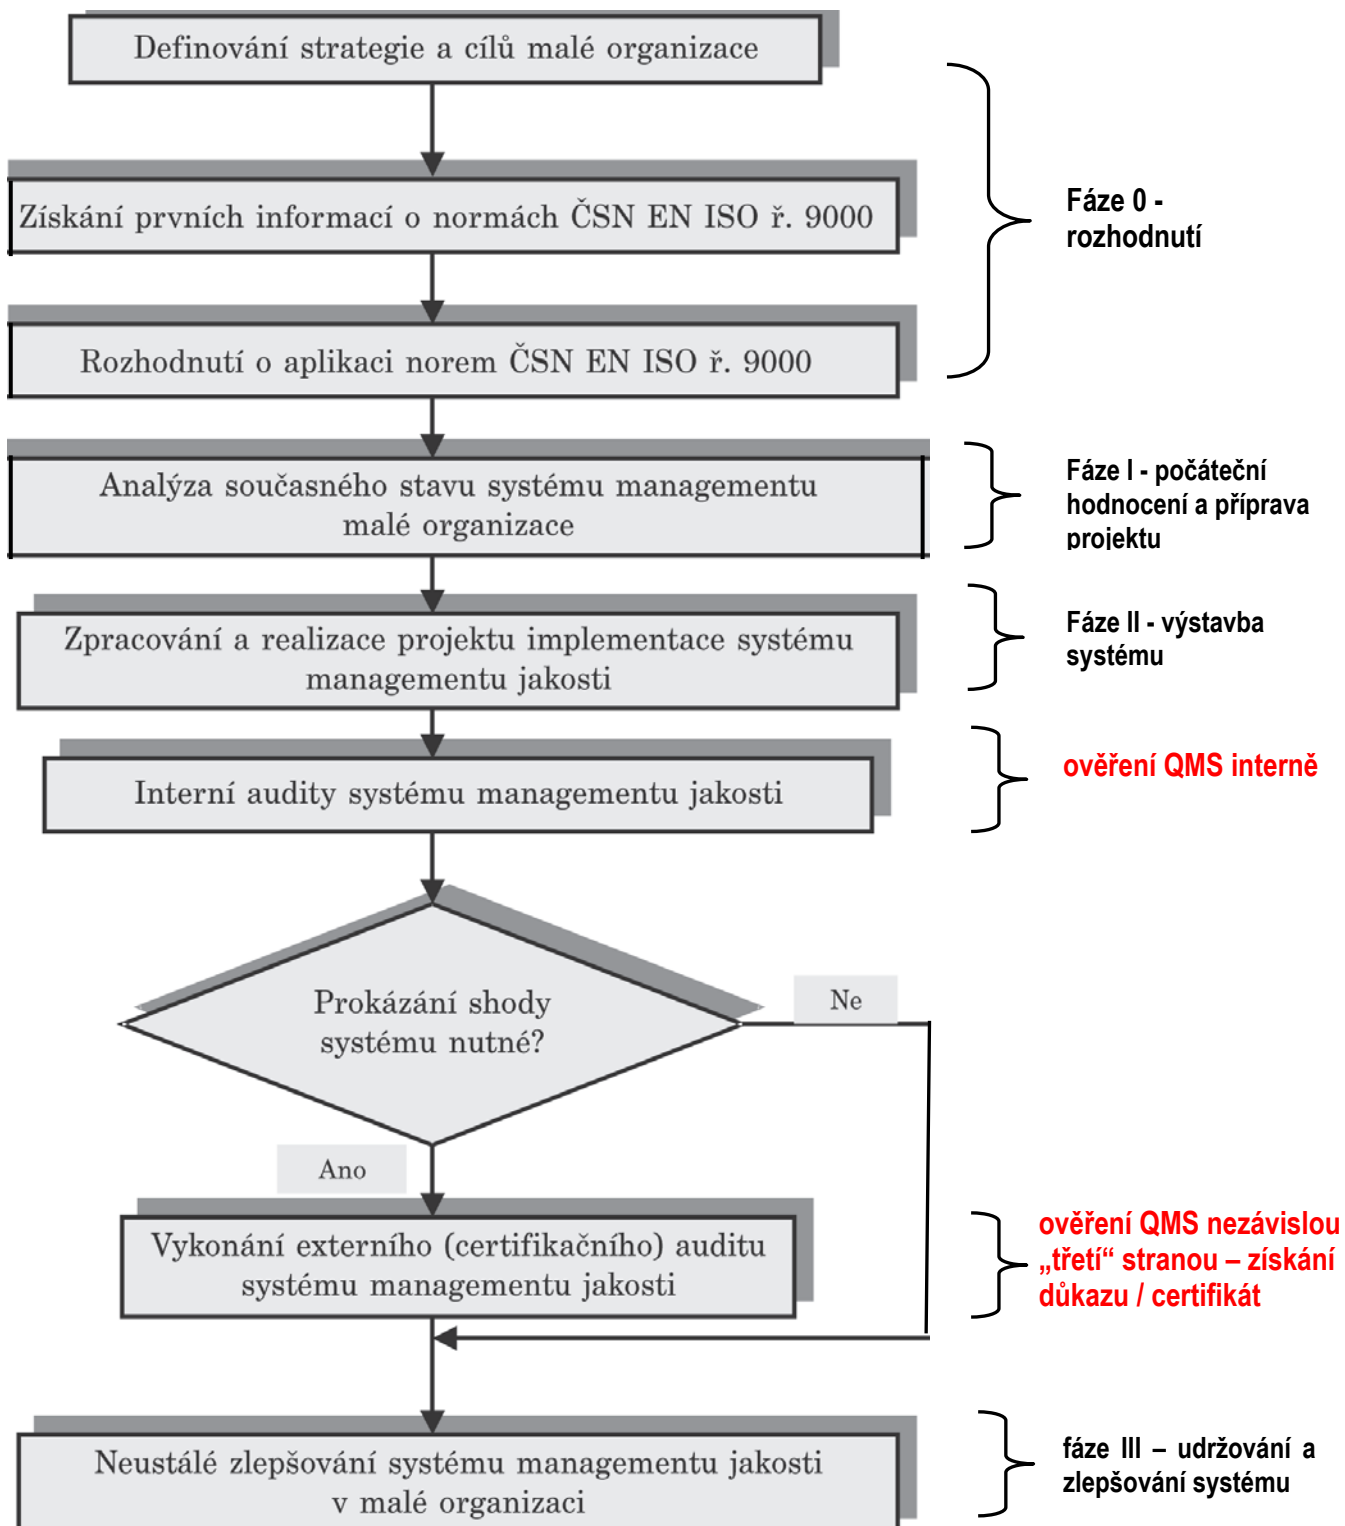 Definování strategie a cílů malé organizace
Získání prvních informací o normách ČSN EN ISO ř. 9000
Fáze 0 -
rozhodnutí
Rozhodnutí o aplikaci norem ČSN EN ISO ř. 9000
Analýza současného stavu systému managementu
malé organizace
Fáze I - počáteční
hodnocení a příprava
projektu
Zpracování a realizace projektu implementace systému
managementu jakosti
Fáze II - výstavba
systému
Interní audity systému managementu jakosti
ověření QMS interně
Prokázání shody
systému nutné?
Ne
Ano
Vykonání externího (certifikačního) auditu
systému managementu jakosti
ověření QMS nezávislou
„třetí“ stranou – získání
důkazu / certifikát
Neustálé zlepšování systému managementu jakosti
v malé organizaci
fáze III – udržování a
zlepšování systému